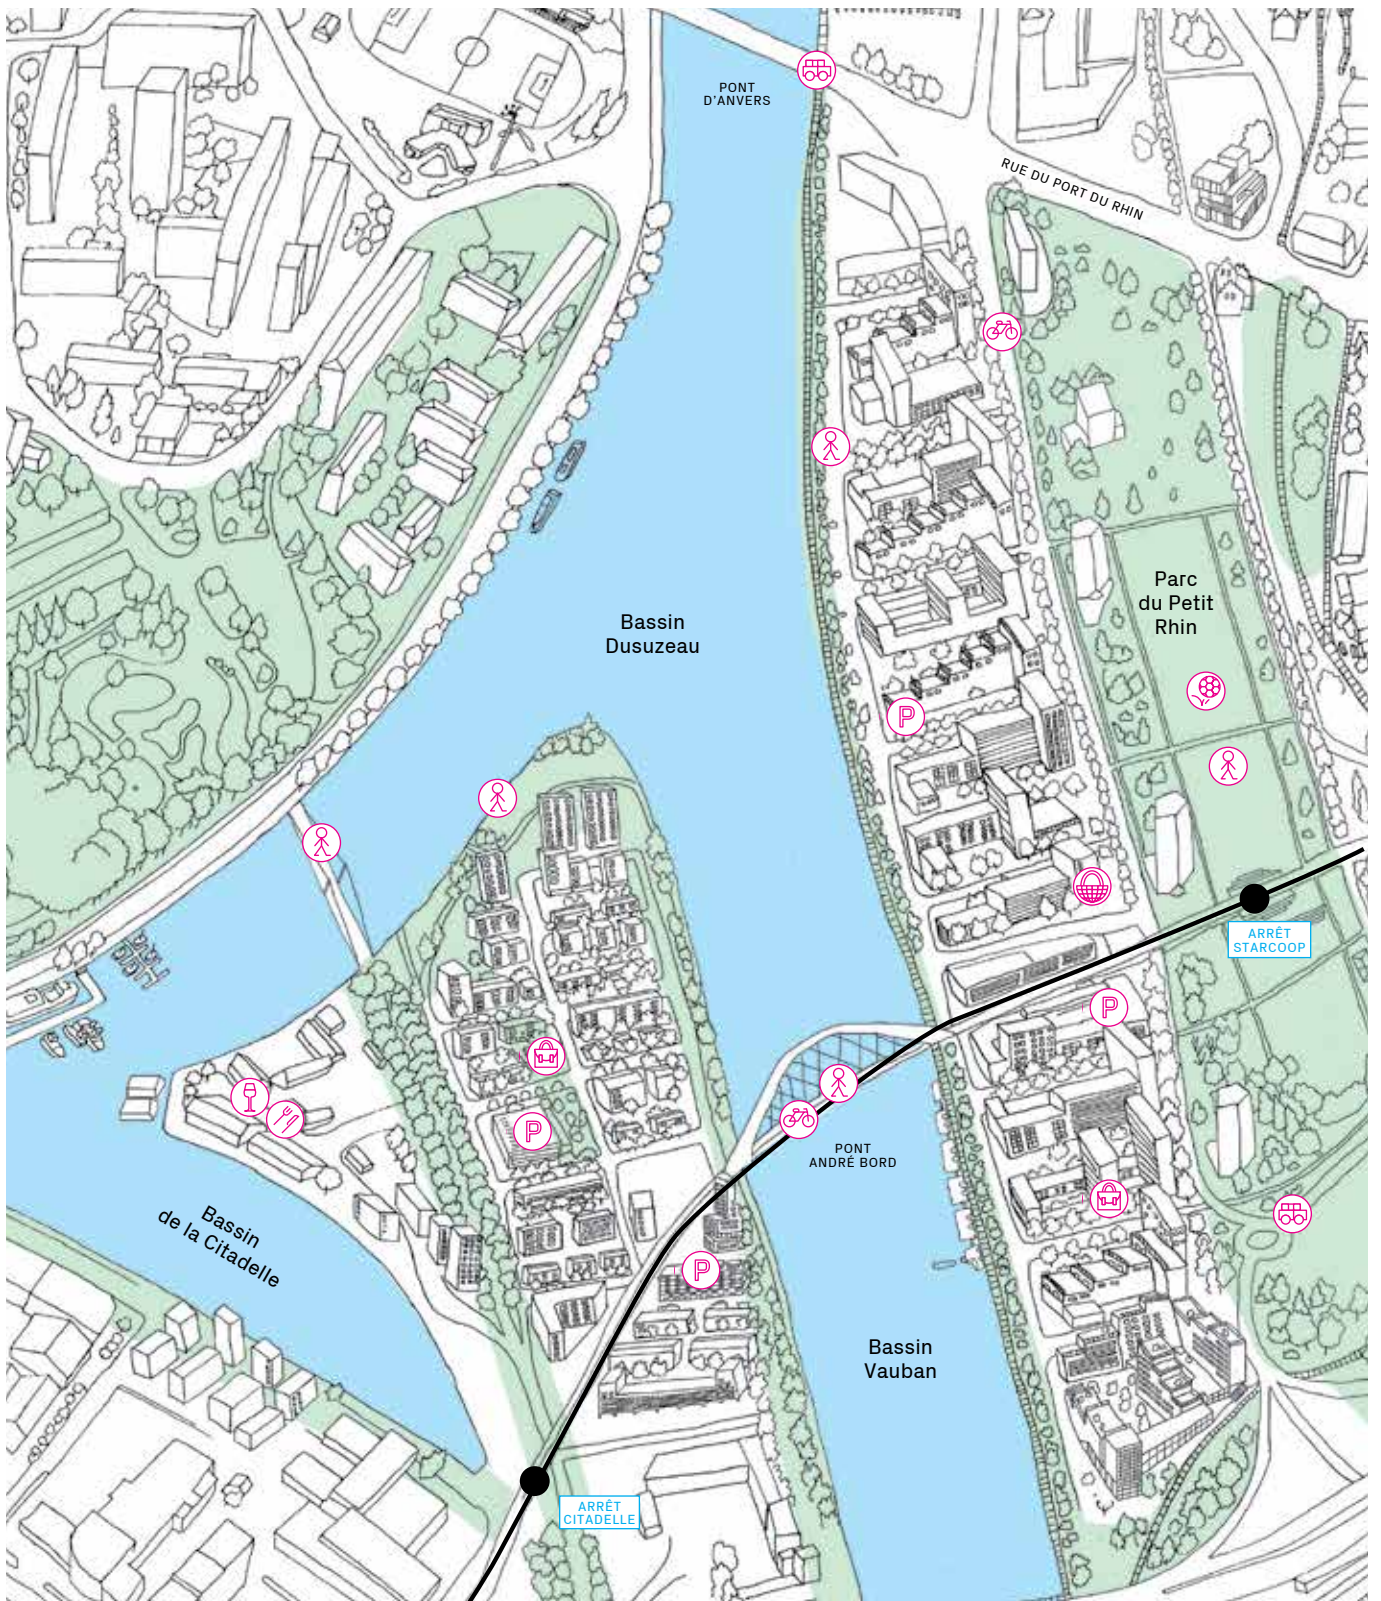 PONT
D'ANVERS
RUE DU PORT DU RHIN
Parc
du Petit
Rhin
Bassin
Dusuzeau
P
ARRÊT
STARCOOP
P
P
PONT
ANDRÉ BORD
Bassin
de la Citadelle
P
Bassin
Vauban
ARRÊT
CITADELLE